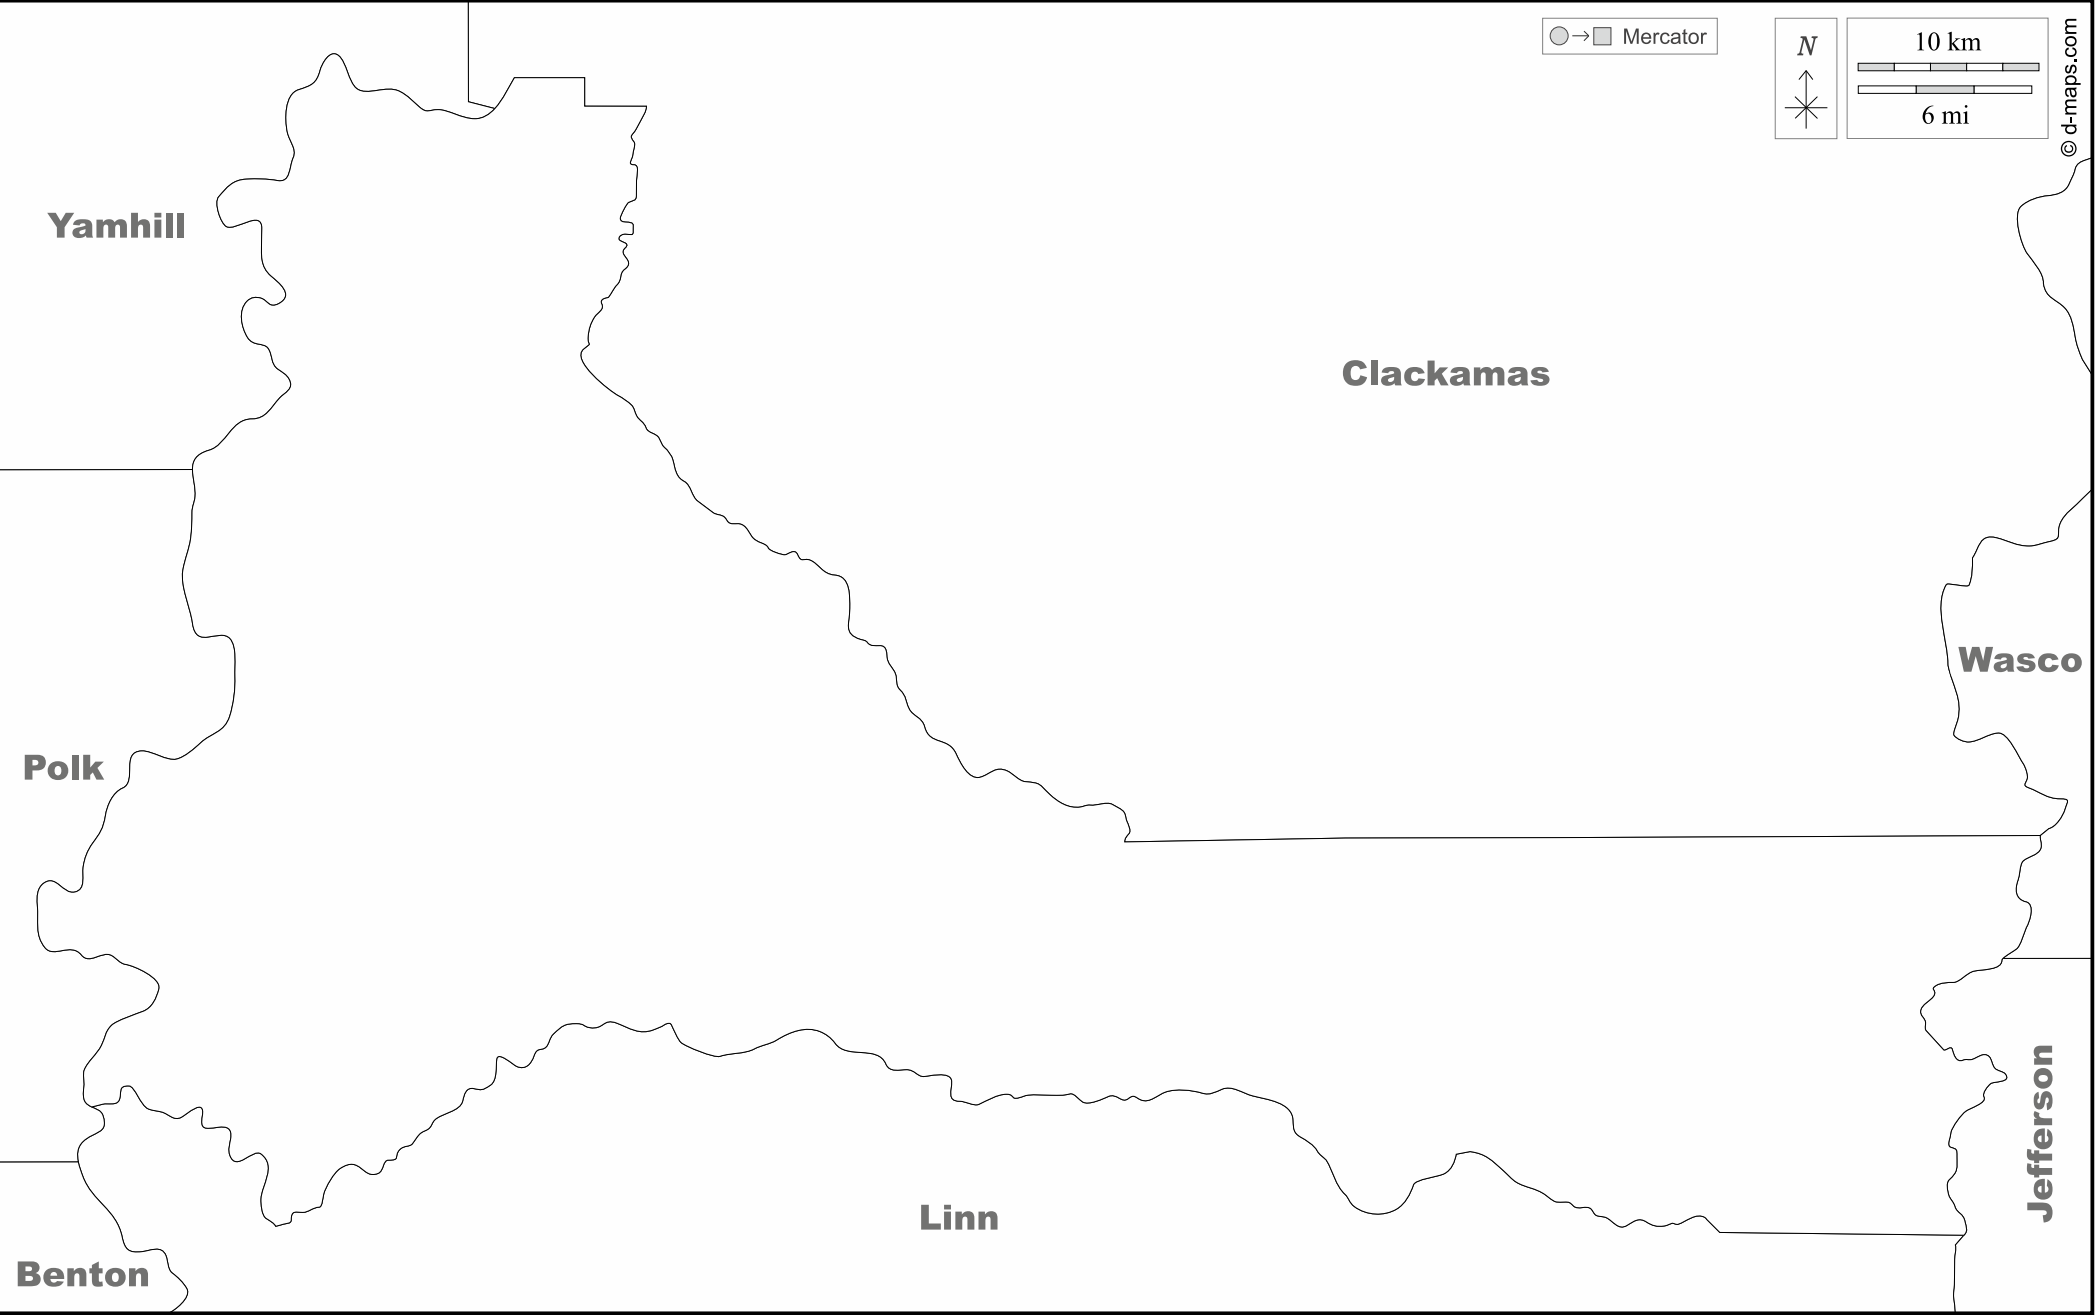 Mercator
N
10 km
6 mi
© d-maps.com
Yamhill
Clackamas
Wasco
Polk
Jefferson
Linn
Benton